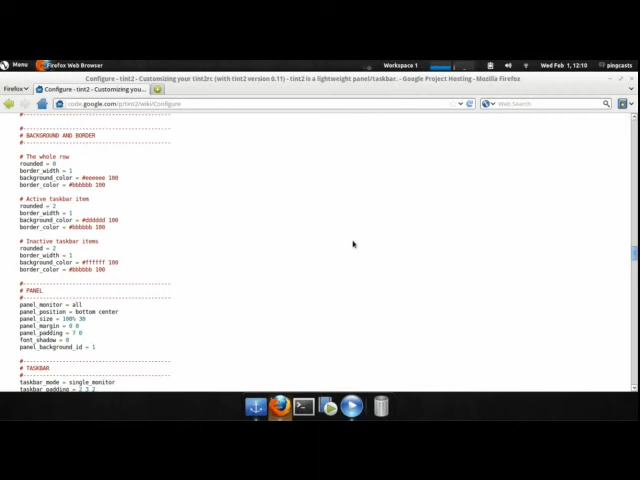 Menu Firefox Web Browser Workspace 1 Wed Feb 1, 12:10 pingcasts
Configure - tint2 - Customizing your tint2rc (with tint2 version 0.11) - tint2 is a lightweight panel/taskbar. - Google Project Hosting - Mozilla Firefox
Firefox Configure - tint2 - Customizing you...
code.google.com/p/tint2/wiki/Configure Web Search
#---------------------------------------------
#---------------------------------------------
# BACKGROUND AND BORDER
#---------------------------------------------
# The whole row
rounded = 0
border_width = 1
background_color = #eeeeee 100
border_color = #bbbbbb 100
# Active taskbar item
rounded = 2
border_width = 1
background_color = #dddddd 100
border_color = #bbbbbb 100
# Inactive taskbar items
rounded = 2
border_width = 1
background_color = #ffffff 100
border_color = #bbbbbb 100
#---------------------------------------------
# PANEL
#---------------------------------------------
panel_monitor = all
panel_position = bottom center
panel_size = 100% 30
panel_margin = 0 0
panel_padding = 7 0
font_shadow = 0
panel_background_id = 1
#---------------------------------------------
# TASKBAR
#---------------------------------------------
taskbar_mode = single_monitor
taskbar_padding = 2 3 2